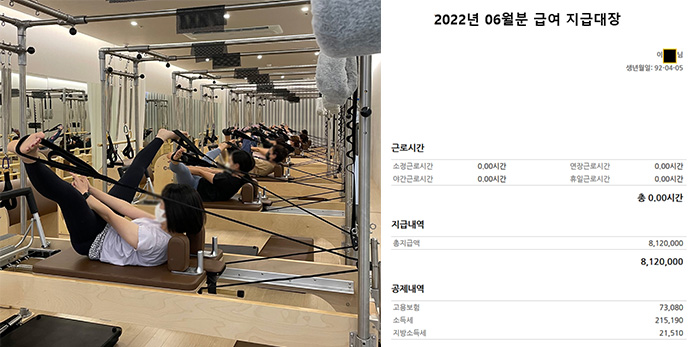 2022년 06월분 급여 지급대장
이 님
생년월일: 92-04-05
근로시간
소정근로시간 0.00시간 연장근로시간 0.00시간
야간근로시간 0.00시간 휴일근로시간 0.00시간
총 0.00시간
지급내역
총지급액 8,120,000
8,120,000
공제내역
고용보험 73,080
소득세 215,190
지방소득세 21,510